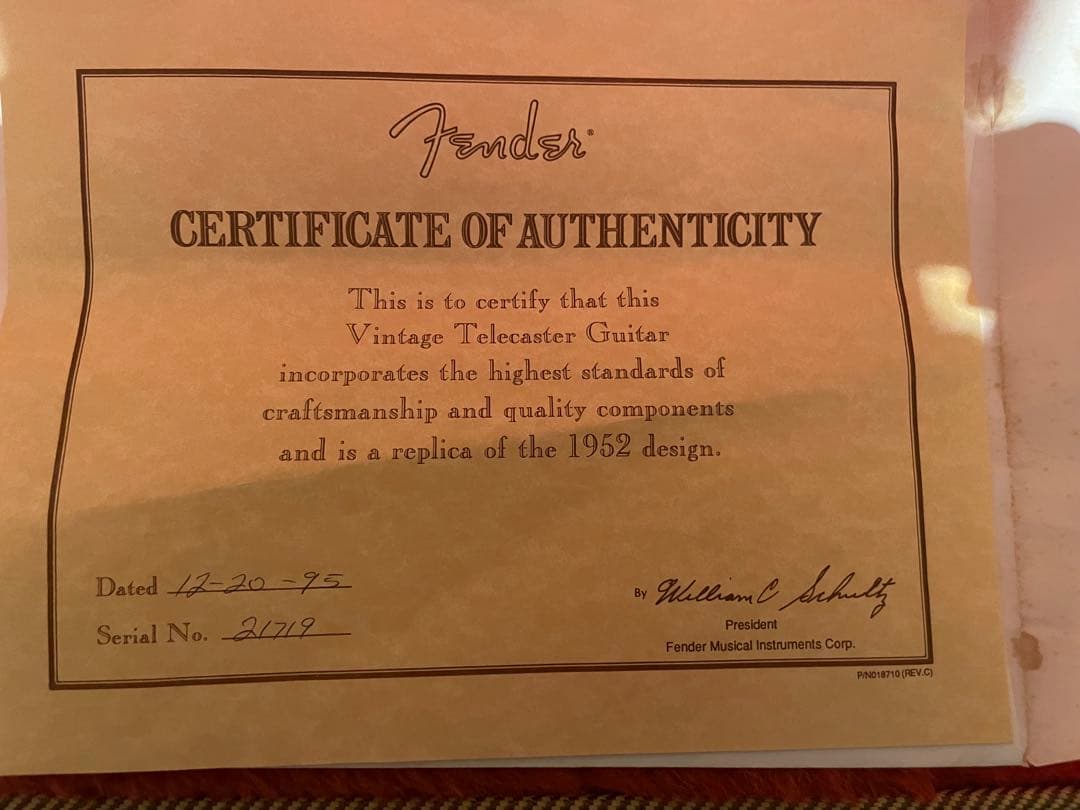 Fender®
CERTIFICATE OF AUTHENTICITY
This is to certify that this
Vintage Telecaster Guitar
incorporates the highest standards of
craftsmanship and quality components
and is a replica of the 1952 design.
Dated 12-20-95
Serial No. 21719
By William C Schultz
President
Fender Musical Instruments Corp.
P/N018710 (REV.C)